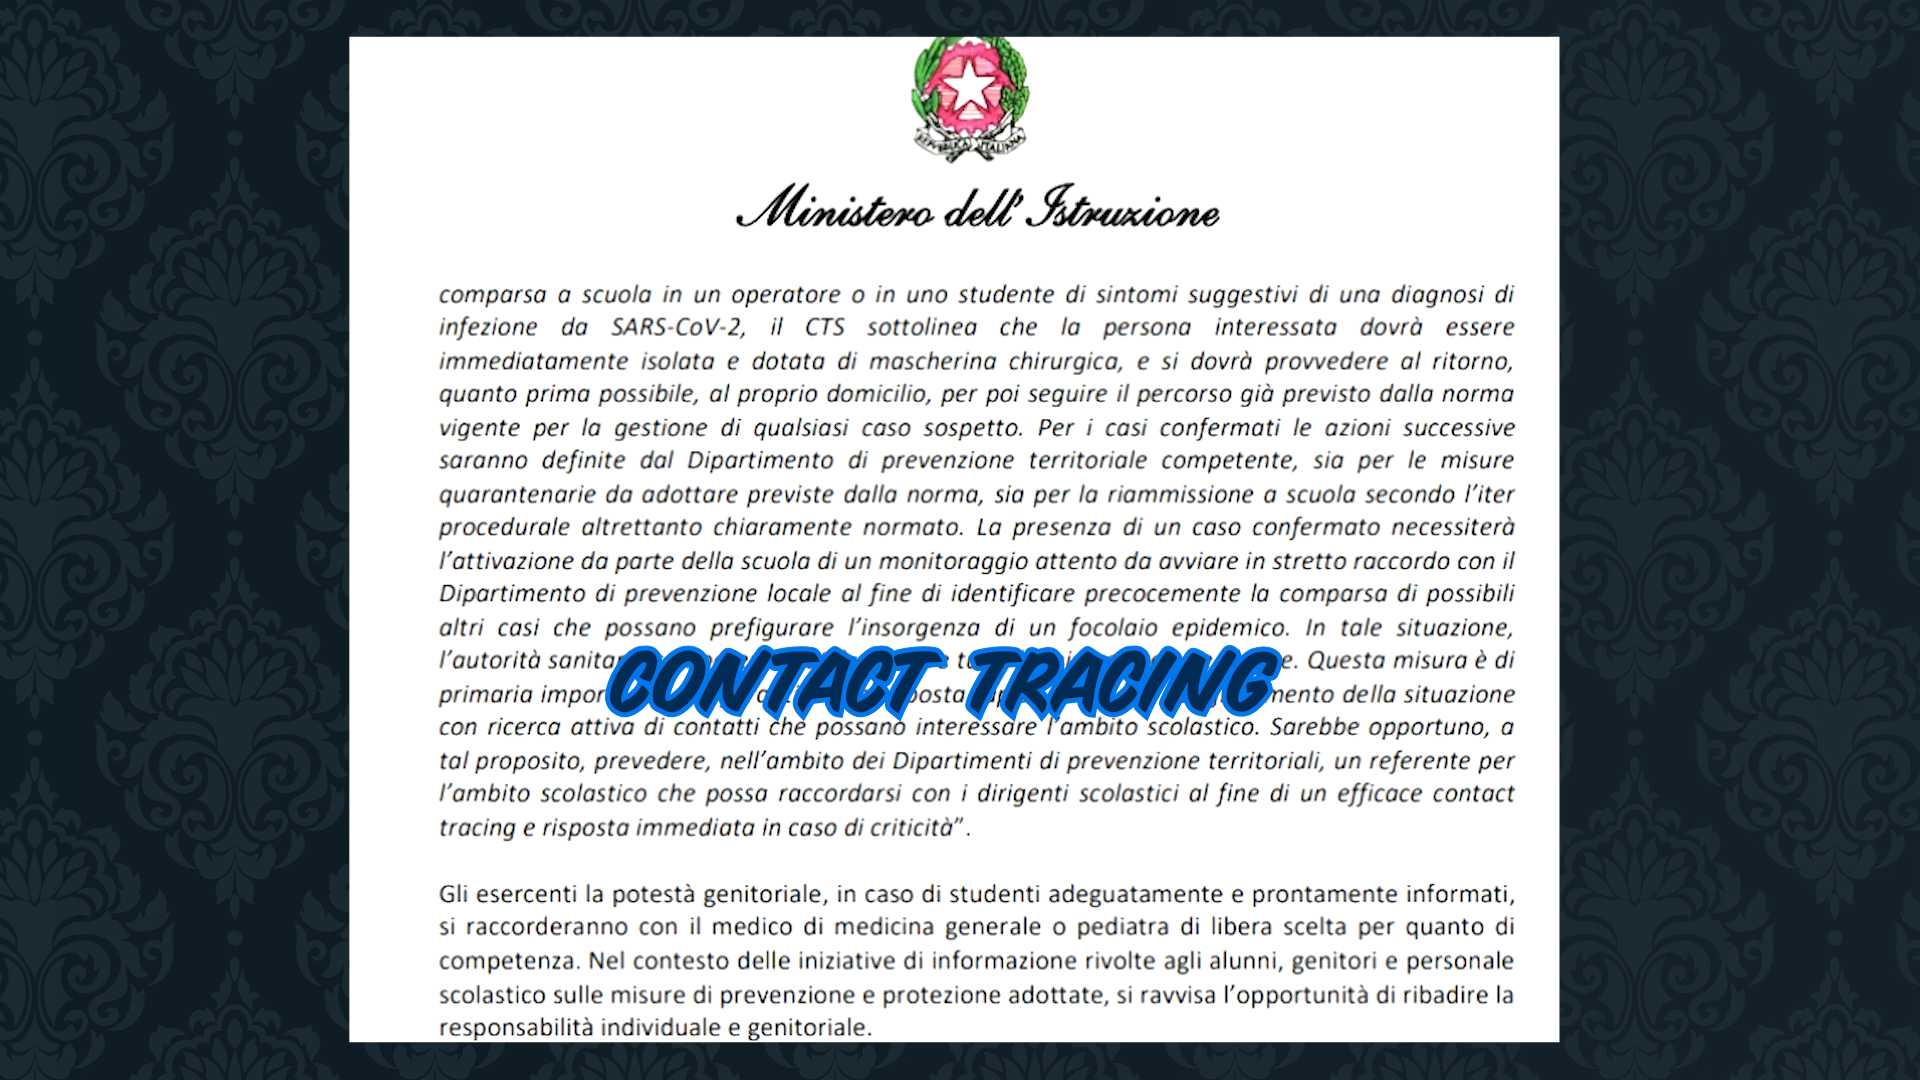 REPVBBLICA ITALIANA
Ministero dell'Istruzione
comparsa a scuola in un operatore o in uno studente di sintomi suggestivi di una diagnosi di
infezione da SARS-CoV-2, il CTS sottolinea che la persona interessata dovrà essere
immediatamente isolata e dotata di mascherina chirurgica, e si dovrà provvedere al ritorno,
quanto prima possibile, al proprio domicilio, per poi seguire il percorso già previsto dalla norma
vigente per la gestione di qualsiasi caso sospetto. Per i casi confermati le azioni successive
saranno definite dal Dipartimento di prevenzione territoriale competente, sia per le misure
quarantenarie da adottare previste dalla norma, sia per la riammissione a scuola secondo l'iter
procedurale altrettanto chiaramente normato. La presenza di un caso confermato necessiterà
l'attivazione da parte della scuola di un monitoraggio attento da avviare in stretto raccordo con il
Dipartimento di prevenzione locale al fine di identificare precocemente la comparsa di possibili
altri casi che possano prefigurare l'insorgenza di un focolaio epidemico. In tale situazione,
l'autorità Questa misura è di
primaria della situazione
CONTACT TRACING
con ricerca attiva di contatti che possano interessare l'ambito scolastico. Sarebbe opportuno, a
tal proposito, prevedere, nell'ambito dei Dipartimenti di prevenzione territoriali, un referente per
l'ambito scolastico che possa raccordarsi con i dirigenti scolastici al fine di un efficace contact
tracing e risposta immediata in caso di criticità".
Gli esercenti la potestà genitoriale, in caso di studenti adeguatamente e prontamente informati,
si raccorderanno con il medico di medicina generale o pediatra di libera scelta per quanto di
competenza. Nel contesto delle iniziative di informazione rivolte agli alunni, genitori e personale
scolastico sulle misure di prevenzione e protezione adottate, si ravvisa l'opportunità di ribadire la
responsabilità individuale e genitoriale.